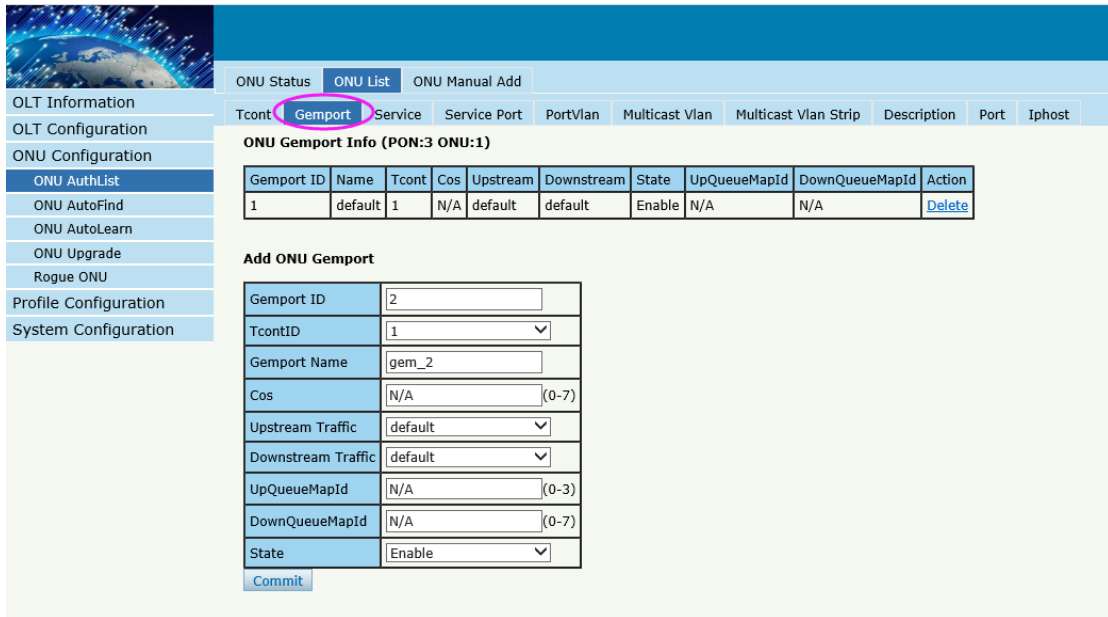 ONU Status ONU List ONU Manual Add
OLT Information
OLT Configuration
ONU Configuration
ONU AuthList
ONU AutoFind
ONU AutoLearn
ONU Upgrade
Rogue ONU
Profile Configuration
System Configuration
Tcont Gemport Service Service Port PortVlan Multicast Vlan Multicast Vlan Strip Description Port Iphost
ONU Gemport Info (PON:3 ONU:1)
Gemport ID Name Tcont Cos Upstream Downstream State UpQueueMapId DownQueueMapId Action
1 default 1 N/A default default Enable N/A N/A Delete
Add ONU Gemport
Gemport ID 2
TcontID 1
Gemport Name gem_2
Cos N/A (0-7)
Upstream Traffic default
Downstream Traffic default
UpQueueMapId N/A (0-3)
DownQueueMapId N/A (0-7)
State Enable
Commit